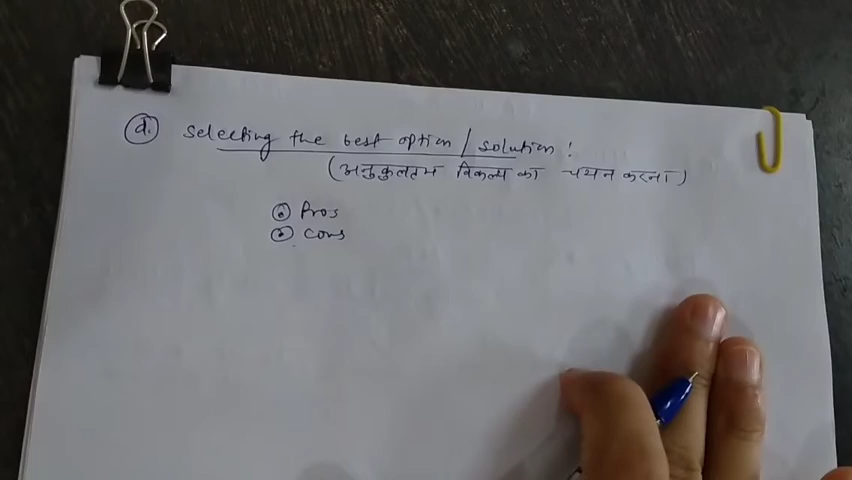 d. Selecting the best option / solution :
(अनुकुलतम विकल्प का चयन करना)
Pros
Cons